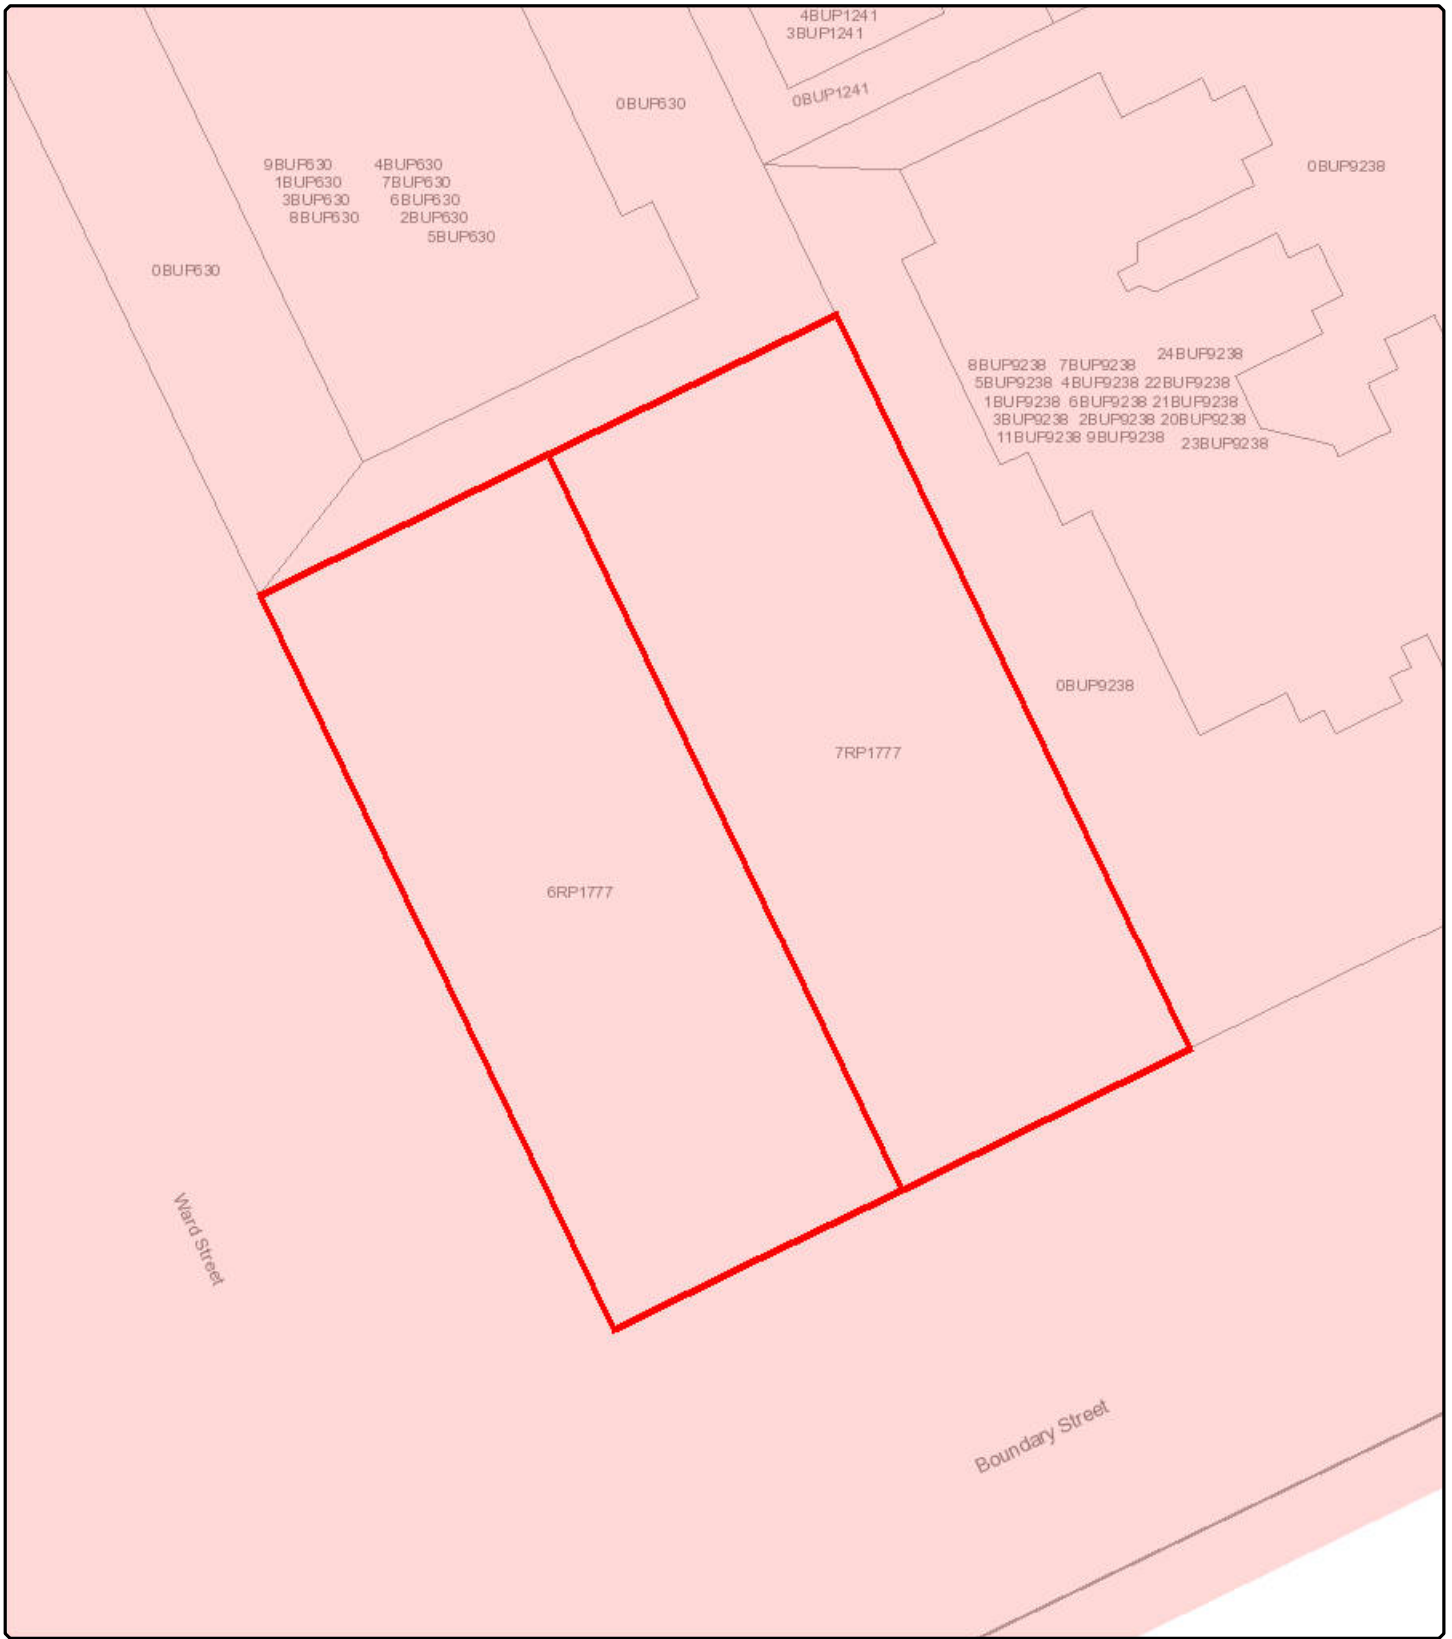 4BUP1241
3BUP1241
0BUP1241
0BUP630
9BUP630 4BUP630
1BUP630 7BUP630
3BUP630 6BUP630
8BUP630 2BUP630
5BUP630
0BUP9238
0BUP630
24BUP9238
8BUP9238 7BUP9238
5BUP9238 4BUP9238 22BUP9238
1BUP9238 6BUP9238 21BUP9238
3BUP9238 2BUP9238 20BUP9238
11BUP9238 9BUP9238 23BUP9238
0BUP9238
7RP1777
6RP1777
Ward Street
Boundary Street